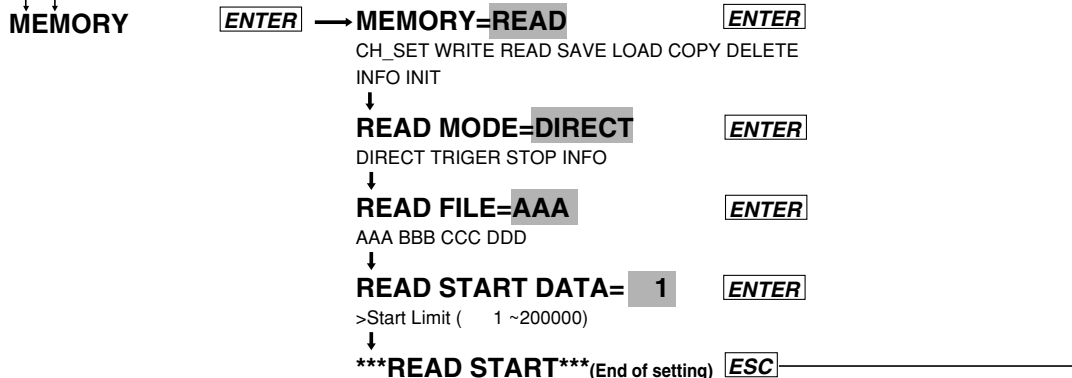 MEMORY ENTER MEMORY=READ ENTER
CH_SET WRITE READ SAVE LOAD COPY DELETE
INFO INIT
READ MODE=DIRECT ENTER
DIRECT TRIGER STOP INFO
READ FILE=AAA ENTER
AAA BBB CCC DDD
READ START DATA= 1 ENTER
>Start Limit ( 1 ~200000)
***READ START***(End of setting) ESC